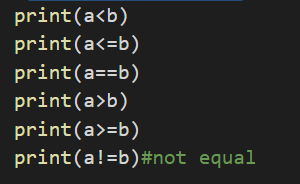 print(a<b)
print(a<=b)
print(a==b)
print(a>b)
print(a>=b)
print(a!=b)#not equal